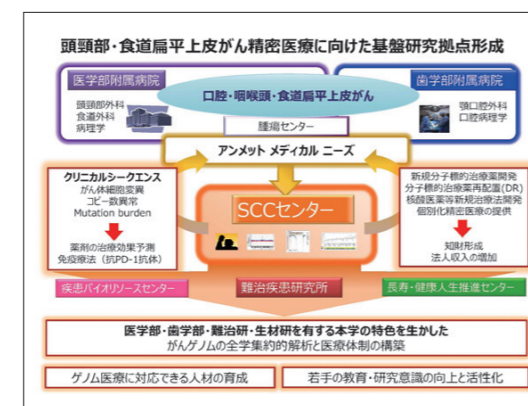 頭頸部・食道扁平上皮がん精密医療に向けた基盤研究拠点形成
医学部附属病院
歯学部附属病院
口腔・咽喉頭・食道扁平上皮がん
頭頸部外科
食道外科
病理学
顎口腔外科
口腔病理学
腫瘍センター
アンメット メディカル ニーズ
クリニカルシークエンス
がん体細胞変異
コピー数異常
Mutation burden
薬剤の治療効果予測
免疫療法（抗PD-1抗体）
SCCセンター
新規分子標的治療薬開発
分子標的治療薬再配置(DR)
核酸医薬等新規治療法開発
個別化精密医療の提供
知財形成
法人収入の増加
疾患バイオリソースセンター
難治疾患研究所
長寿・健康人生推進センター
医学部・歯学部・難治研・生材研を有する本学の特色を生かした
がんゲノムの全学集約的解析と医療体制の構築
ゲノム医療に対応できる人材の育成
若手の教育・研究意識の向上と活性化